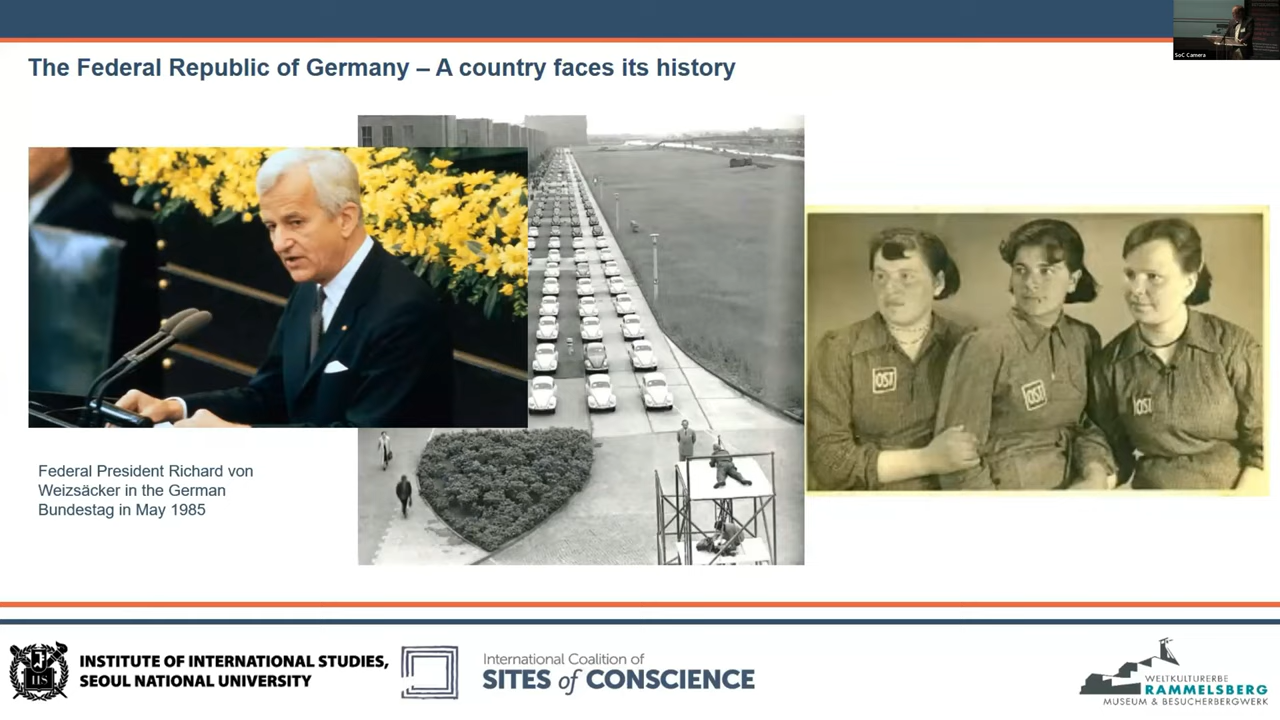 SoC Camera
The Federal Republic of Germany – A country faces its history
OST
OST
OST
Federal President Richard von
Weizsäcker in the German
Bundestag in May 1985
INSTITUTE OF INTERNATIONAL STUDIES,
SEOUL NATIONAL UNIVERSITY
International Coalition of
SITES of CONSCIENCE
WELTKULTURERBE
RAMMELSBERG
MUSEUM & BESUCHERBERGWERK